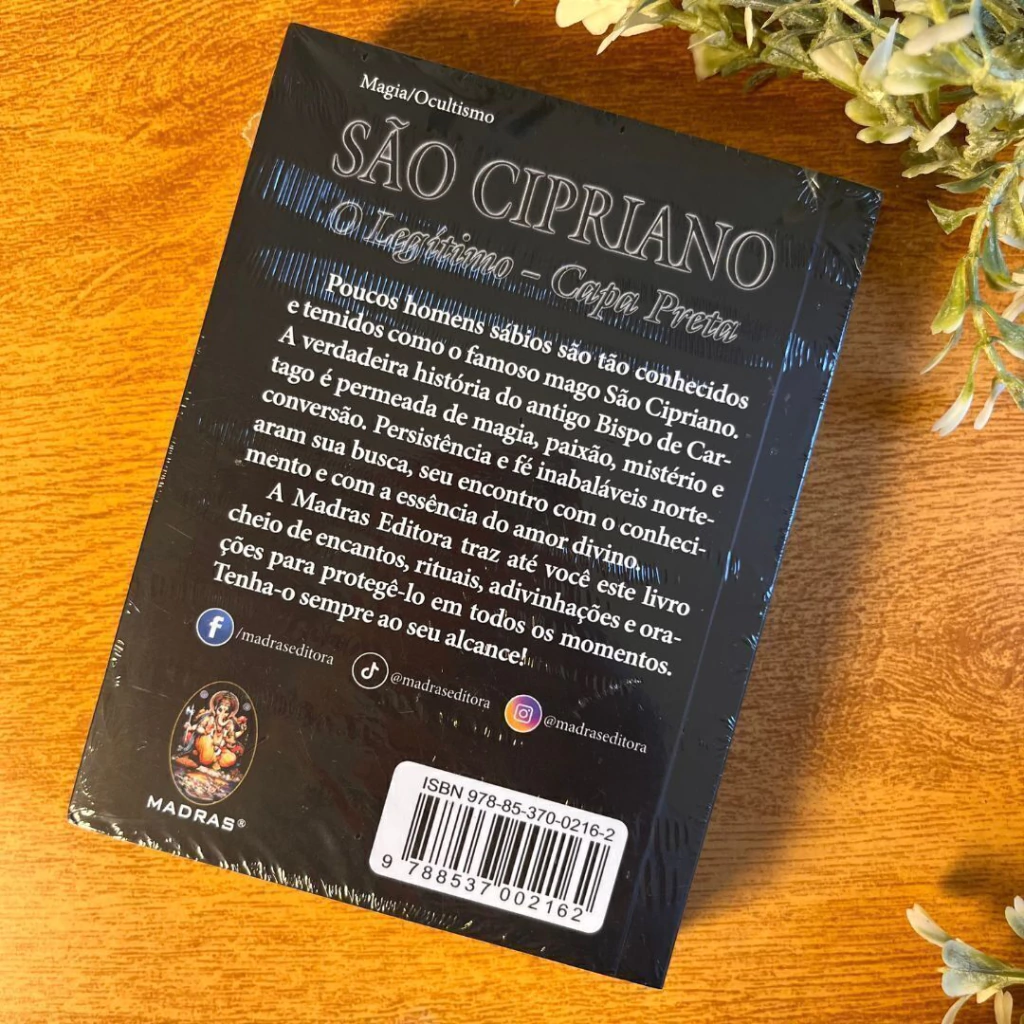 Magia/Ocultismo
SÃO CIPRIANO
O Legítimo – Capa Preta
Poucos homens sábios são tão conhecidos
e temidos como o famoso mago São Cipriano.
A verdadeira história do antigo Bispo de Car-
tago é permeada de magia, paixão, mistério e
conversão. Persistência e fé inabaláveis norte-
aram sua busca, seu encontro com o conheci-
mento e com a essência do amor divino.
A Madras Editora traz até você este livro
cheio de encantos, rituais, adivinhações e ora-
ções para protegê-lo em todos os momentos.
Tenha-o sempre ao seu alcance!
/madraseditora
@madraseditora
@madraseditora
MADRAS®
ISBN 978-85-370-0216-2
9 788537 002162